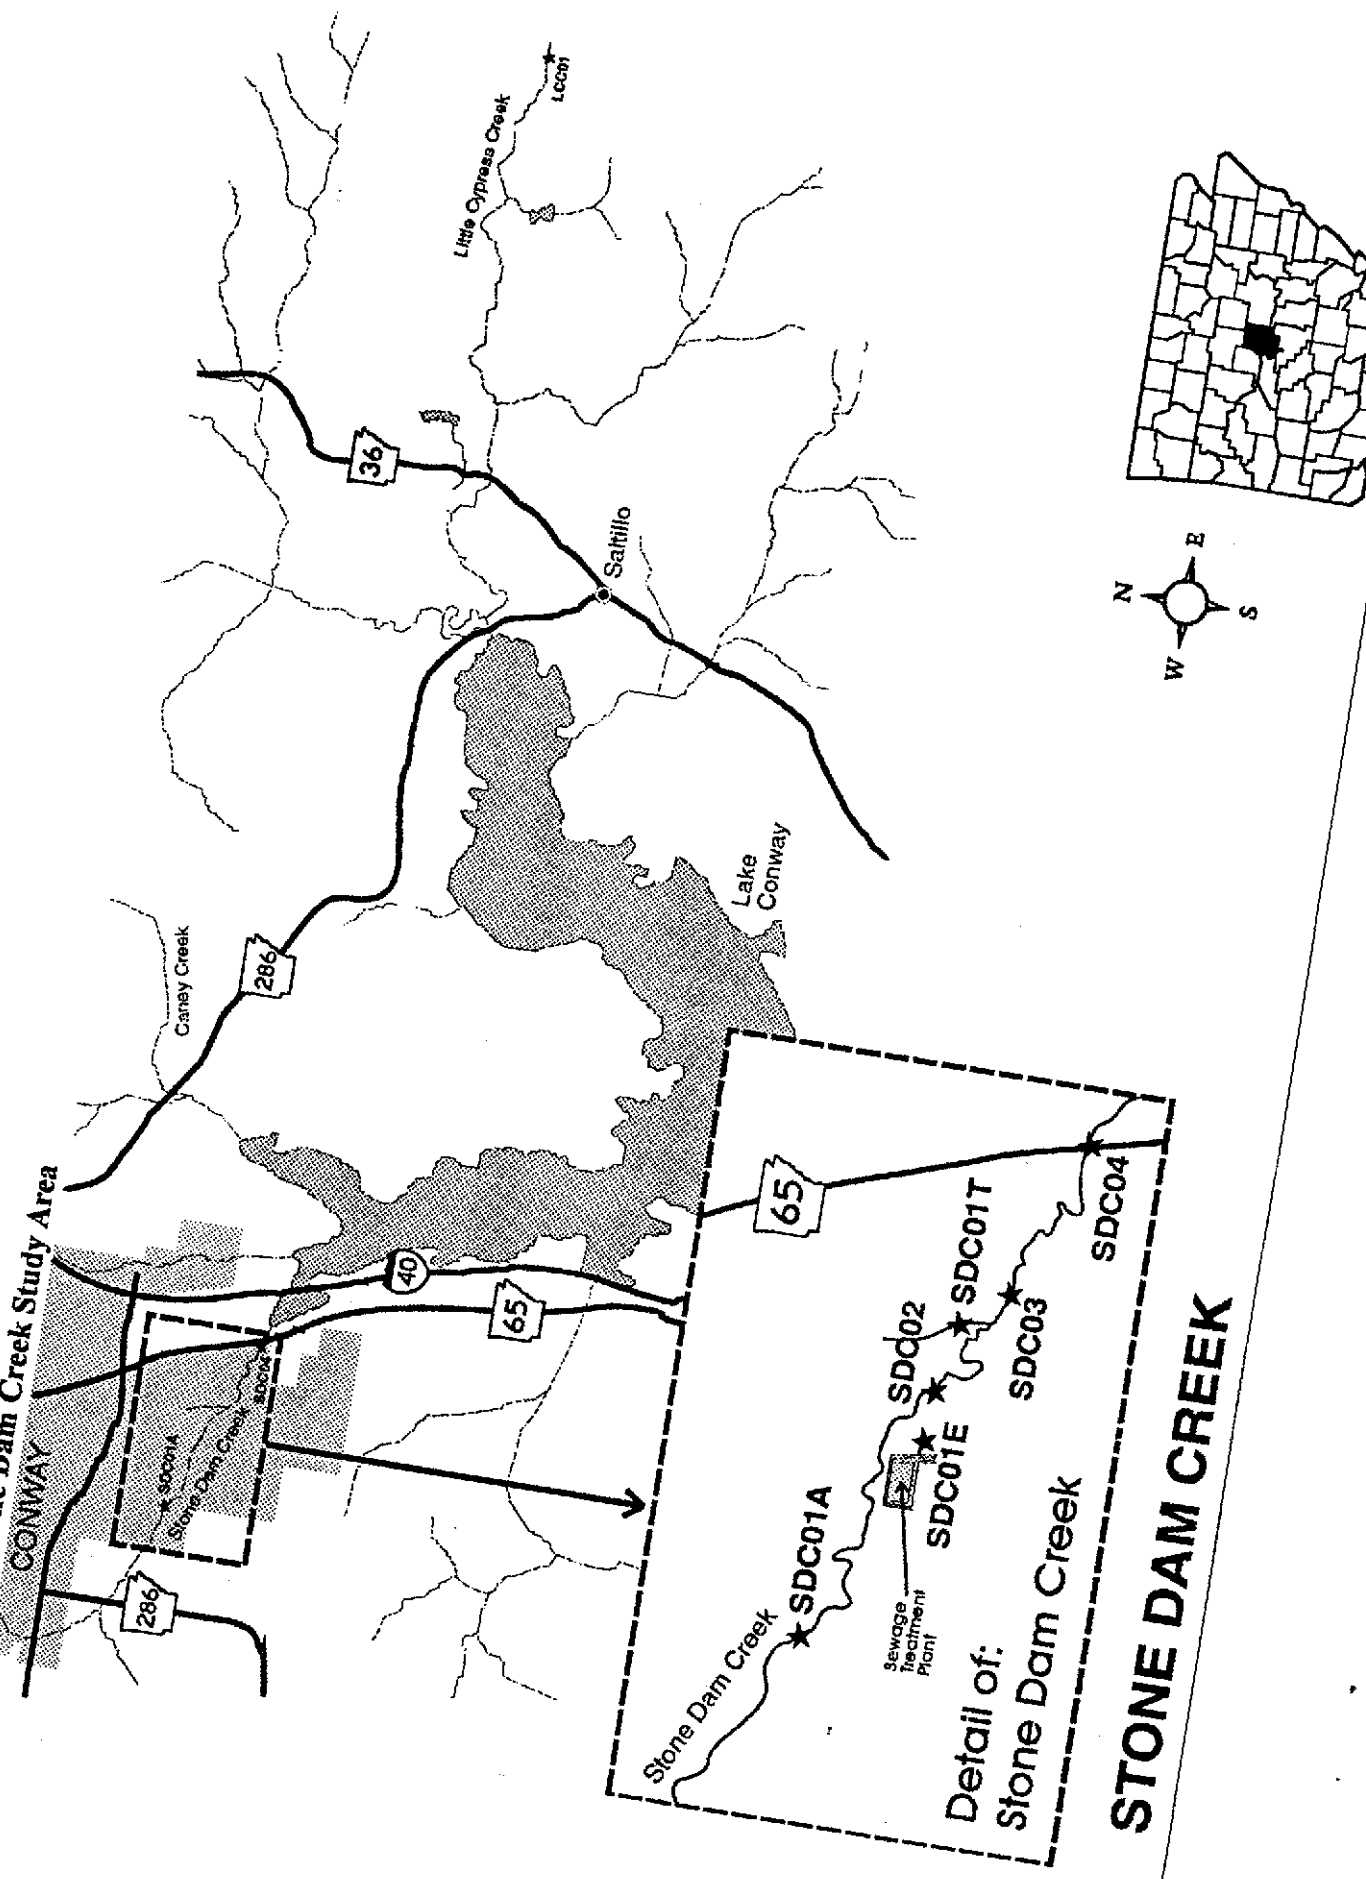 Dam Creek Study Area
CONWAY
286
SDC01A
Stone Dam Creek
SDC04
65
40
Caney Creek
286
36
Little Cypress Creek
LCC01
Saltillo
Lake
Conway
Stone Dam Creek
SDC01A
Sewage
Treatment
Plant
SDC01E
SDC02
SDC01T
SDC03
SDC04
65
Detail of:
Stone Dam Creek
N
W
E
S
STONE DAM CREEK